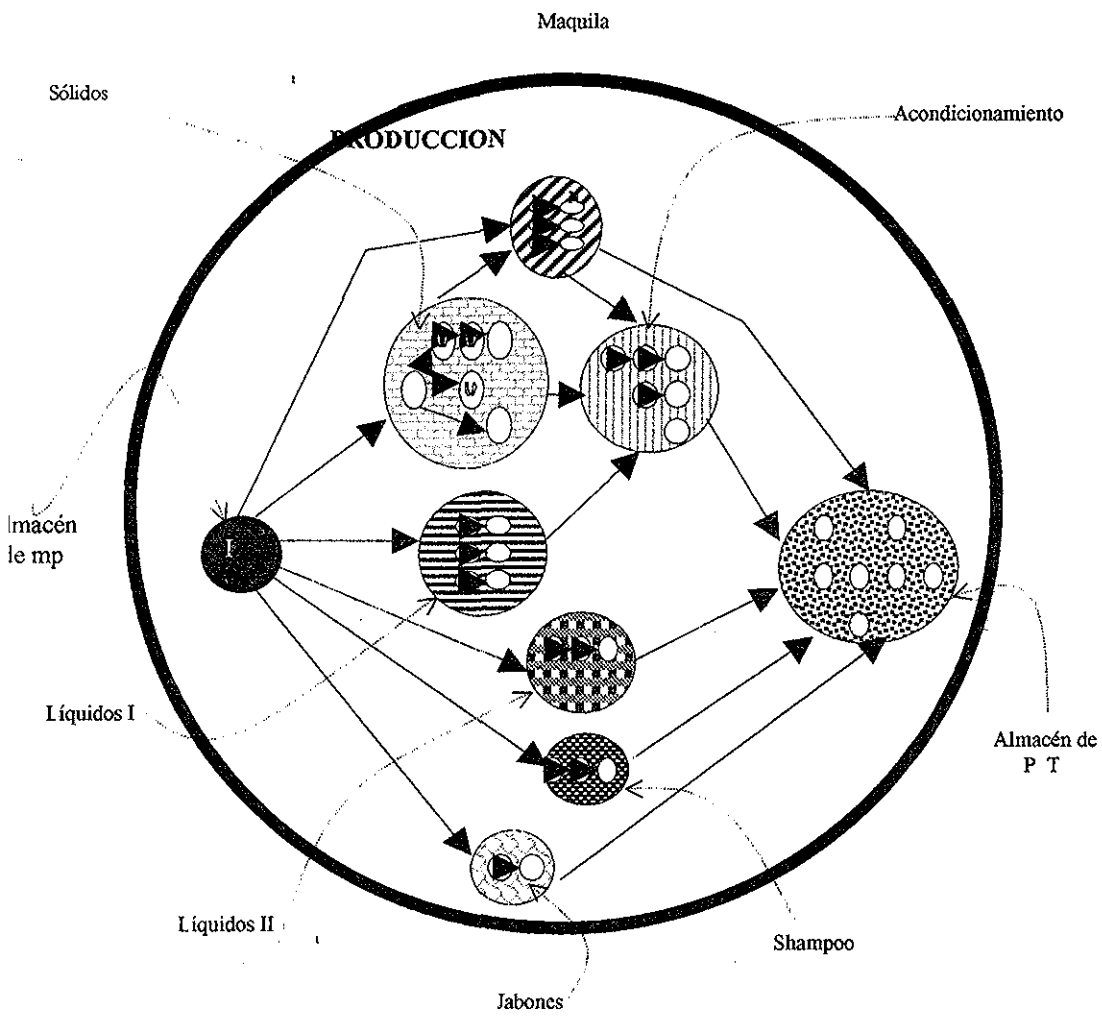 Maquila
Sólidos
Acondicionamiento
PRODUCCION
lmacén
le mp
I
Líquidos I
Almacén de
P T
Líquidos II
Shampoo
Jabones